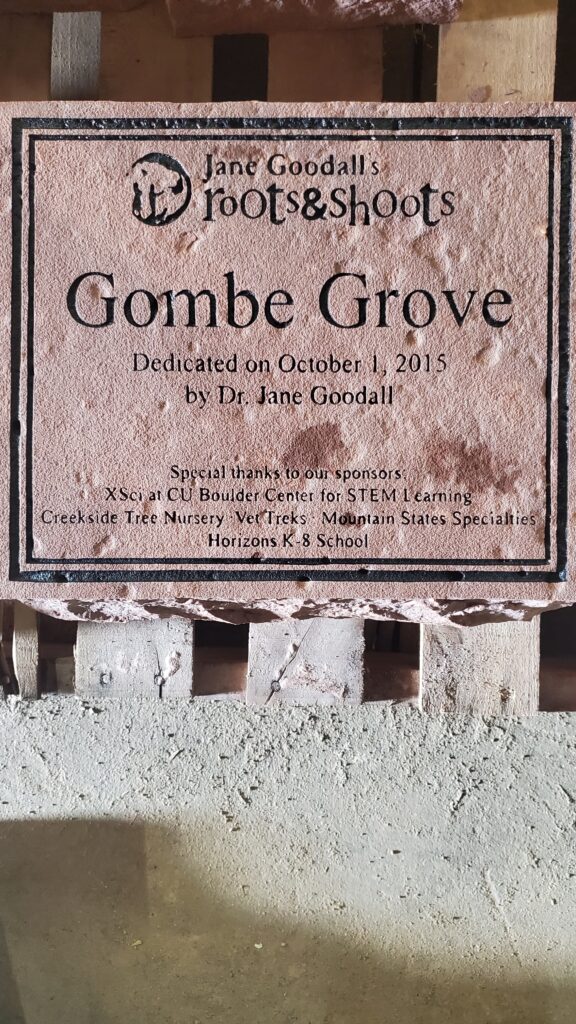 Jane Goodall's
roots&shoots
Gombe Grove
Dedicated on October 1, 2015
by Dr. Jane Goodall
Special thanks to our sponsors:
XSci at CU Boulder Center for STEM Learning
Creekside Tree Nursery · Vet Treks · Mountain States Specialties
Horizons K-8 School